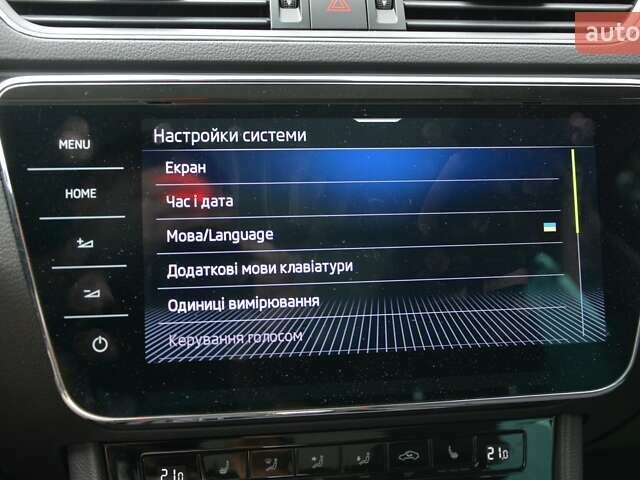 auto
MENU
HOME
Настройки системи
Екран
Час і дата
Мова/Language
Додаткові мови клавіатури
Одиниці вимірювання
Керування голосом
21.0
21.0